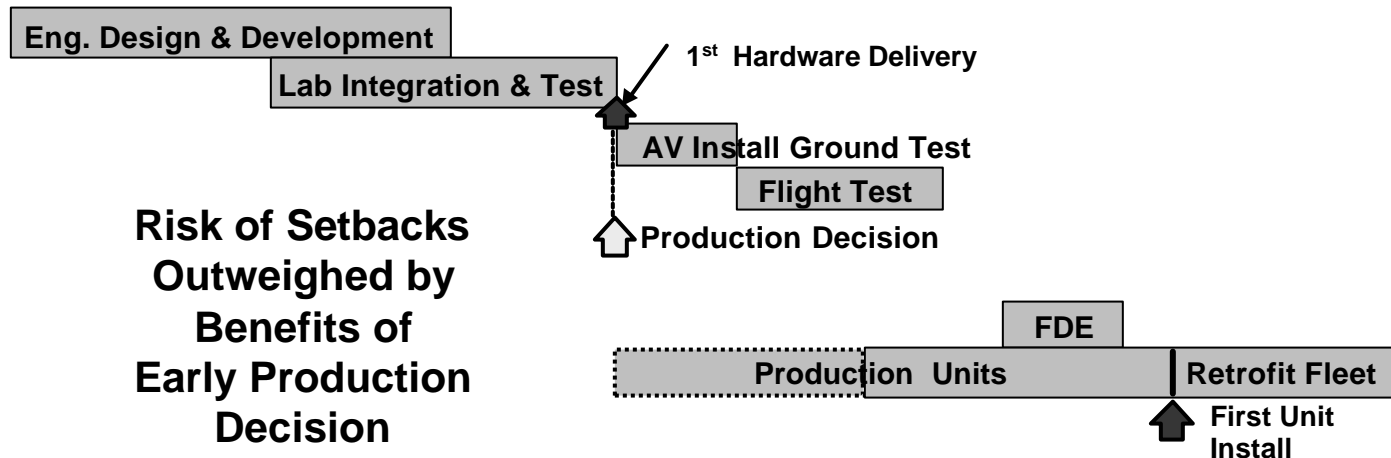 Eng. Design & Development
1st Hardware Delivery
Lab Integration & Test
AV Install Ground Test
Flight Test
Risk of Setbacks
Outweighed by
Benefits of
Early Production
Decision
Production Decision
FDE
Production Units
Retrofit Fleet
First Unit
Install